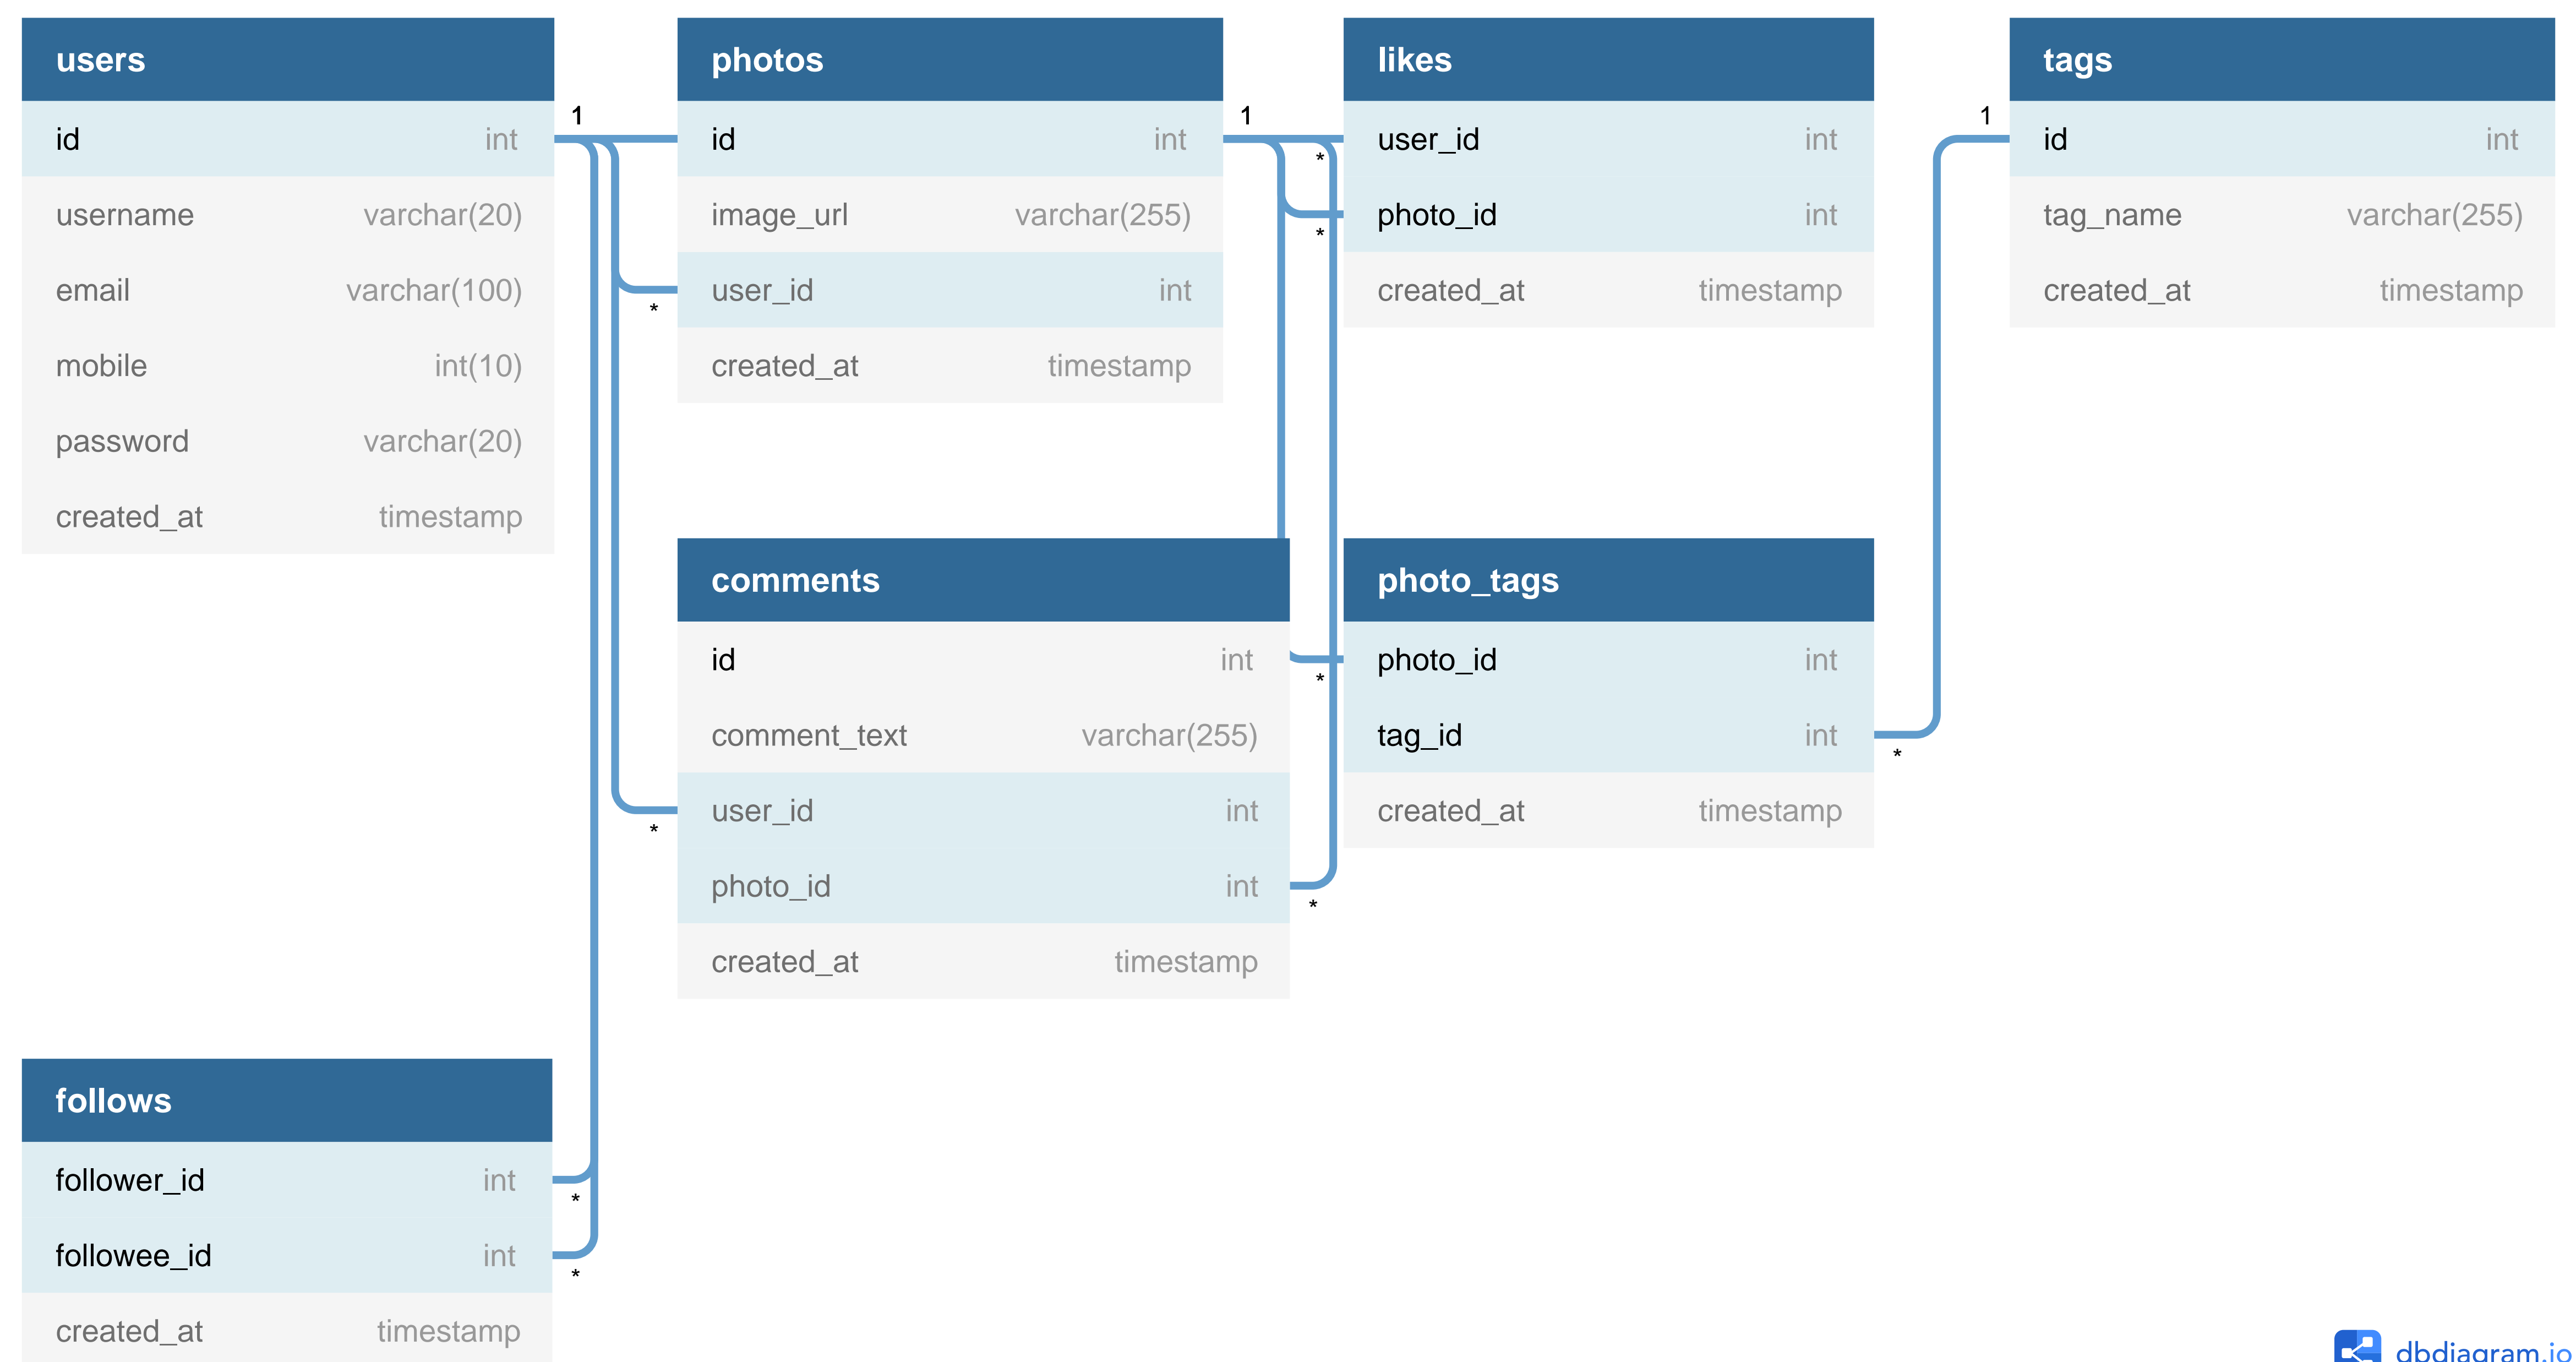 users
id int
username varchar(20)
email varchar(100)
mobile int(10)
password varchar(20)
created_at timestamp
1
photos
id int
image_url varchar(255)
user_id int
created_at timestamp
*
1
likes
user_id int
photo_id int
created_at timestamp
*
*
1
tags
id int
tag_name varchar(255)
created_at timestamp
comments
id int
comment_text varchar(255)
user_id int
photo_id int
created_at timestamp
*
*
photo_tags
photo_id int
tag_id int
created_at timestamp
*
*
follows
follower_id int
followee_id int
created_at timestamp
*
*
dbdiagram.io